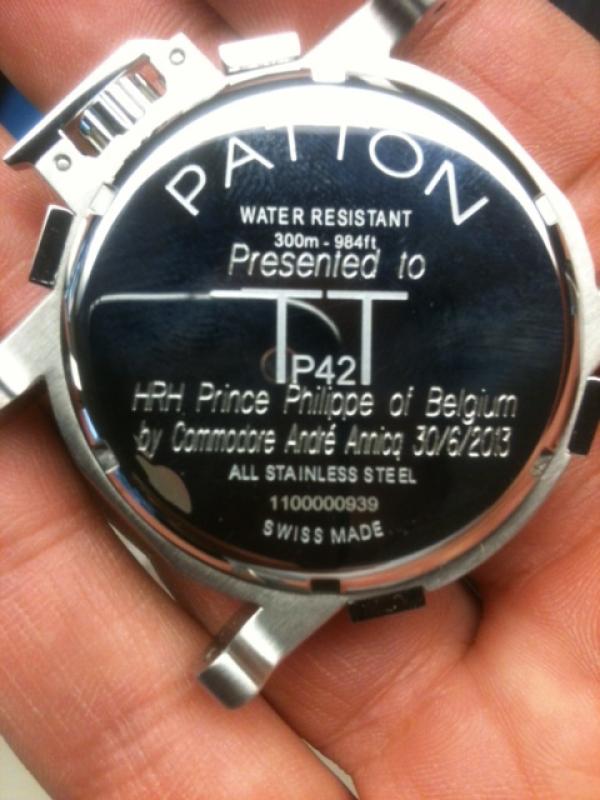 PATTON
WATER RESISTANT
300m - 984ft
Presented to
TT
P42
HRH Prince Philippe of Belgium
by Commodore André Annicq 30/6/2013
ALL STAINLESS STEEL
1100000939
SWISS MADE